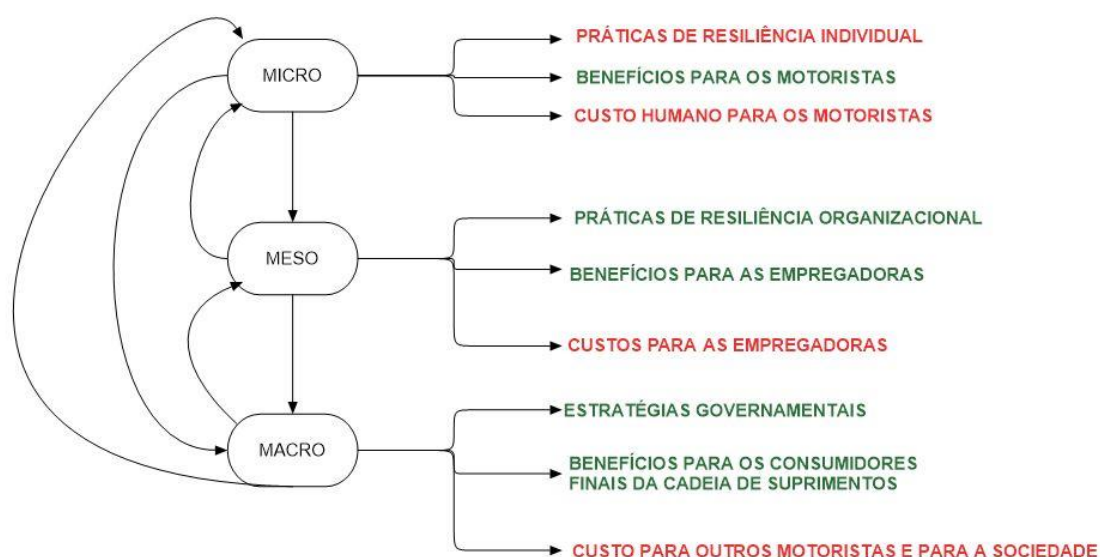 MICRO
PRÁTICAS DE RESILIÊNCIA INDIVIDUAL
BENEFÍCIOS PARA OS MOTORISTAS
CUSTO HUMANO PARA OS MOTORISTAS
MESO
PRÁTICAS DE RESILIÊNCIA ORGANIZACIONAL
BENEFÍCIOS PARA AS EMPREGADORAS
CUSTOS PARA AS EMPREGADORAS
MACRO
ESTRATÉGIAS GOVERNAMENTAIS
BENEFÍCIOS PARA OS CONSUMIDORES
FINAIS DA CADEIA DE SUPRIMENTOS
CUSTO PARA OUTROS MOTORISTAS E PARA A SOCIEDADE